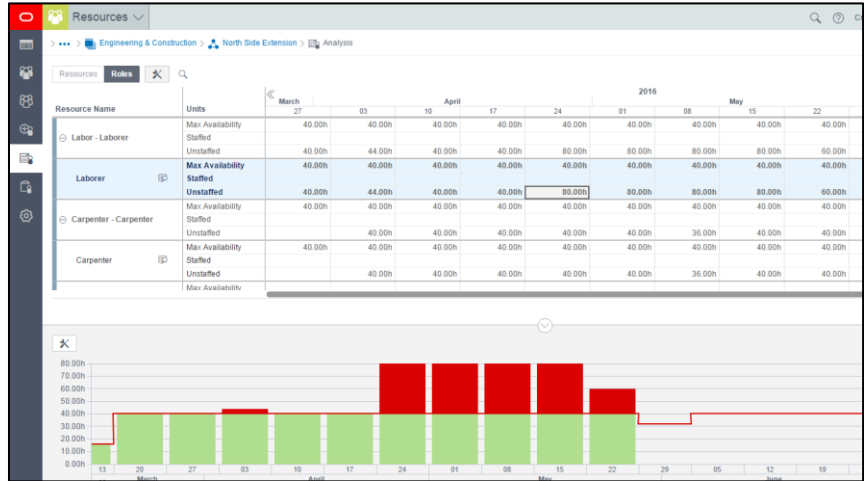 Resources
> ••• > Engineering & Construction > North Side Extension > Analysis
Resources Roles
2016
March April May
Resource Name Units 27 03 10 17 24 01 08 15 22
Max Availability 40.00h 40.00h 40.00h 40.00h 40.00h 40.00h 40.00h 40.00h 40.00h
Labor - Laborer Staffed
Unstaffed 40.00h 44.00h 40.00h 40.00h 80.00h 80.00h 80.00h 80.00h 60.00h
Max Availability 40.00h 40.00h 40.00h 40.00h 40.00h 40.00h 40.00h 40.00h 40.00h
Laborer Staffed
Unstaffed 40.00h 44.00h 40.00h 40.00h 80.00h 80.00h 80.00h 80.00h 60.00h
Max Availability 40.00h 40.00h 40.00h 40.00h 40.00h 40.00h 40.00h 40.00h 40.00h
Carpenter - Carpenter Staffed
Unstaffed 40.00h 40.00h 40.00h 40.00h 40.00h 36.00h 40.00h 40.00h
Max Availability 40.00h 40.00h 40.00h 40.00h 40.00h 40.00h 40.00h 40.00h 40.00h
Carpenter Staffed
Unstaffed 40.00h 40.00h 40.00h 40.00h 40.00h 36.00h 40.00h 40.00h
Max Availability
80.00h
70.00h
60.00h
50.00h
40.00h
30.00h
20.00h
10.00h
0.00h
13 20 27 03 10 17 24 01 08 15 22 29 05 12 19
March April May June